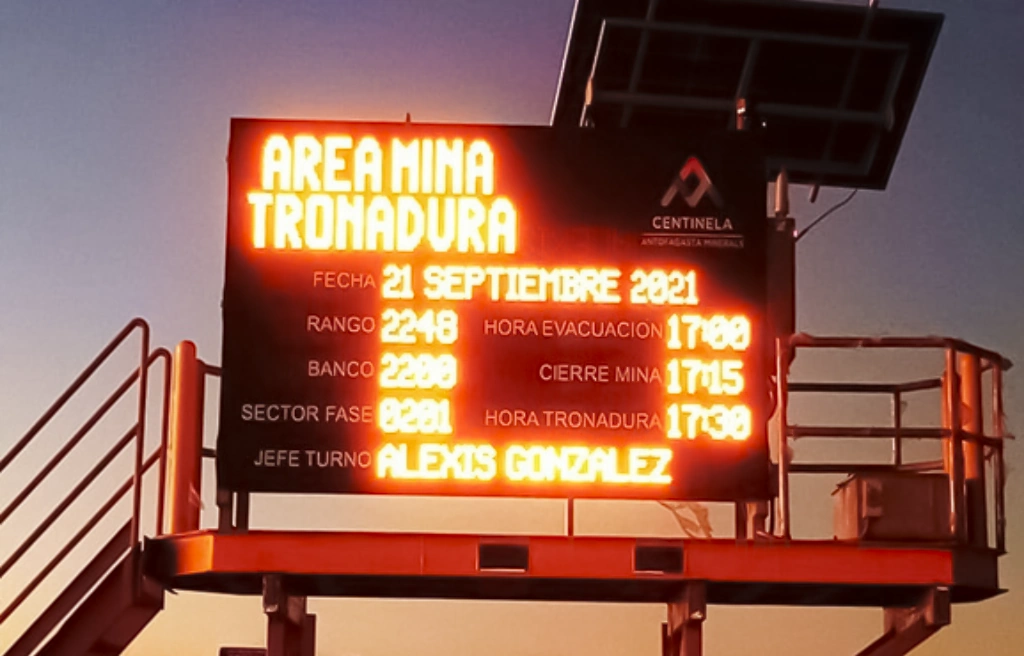 AREA MINA
TRONADURA
CENTINELA
ANTOFAGASTA MINERALS
FECHA 21 SEPTIEMBRE 2021
RANGO 2248 HORA EVACUACION 17:00
BANCO 2200 CIERRE MINA 17:15
SECTOR FASE 0201 HORA TRONADURA 17:30
JEFE TURNO ALEXIS GONZALEZ